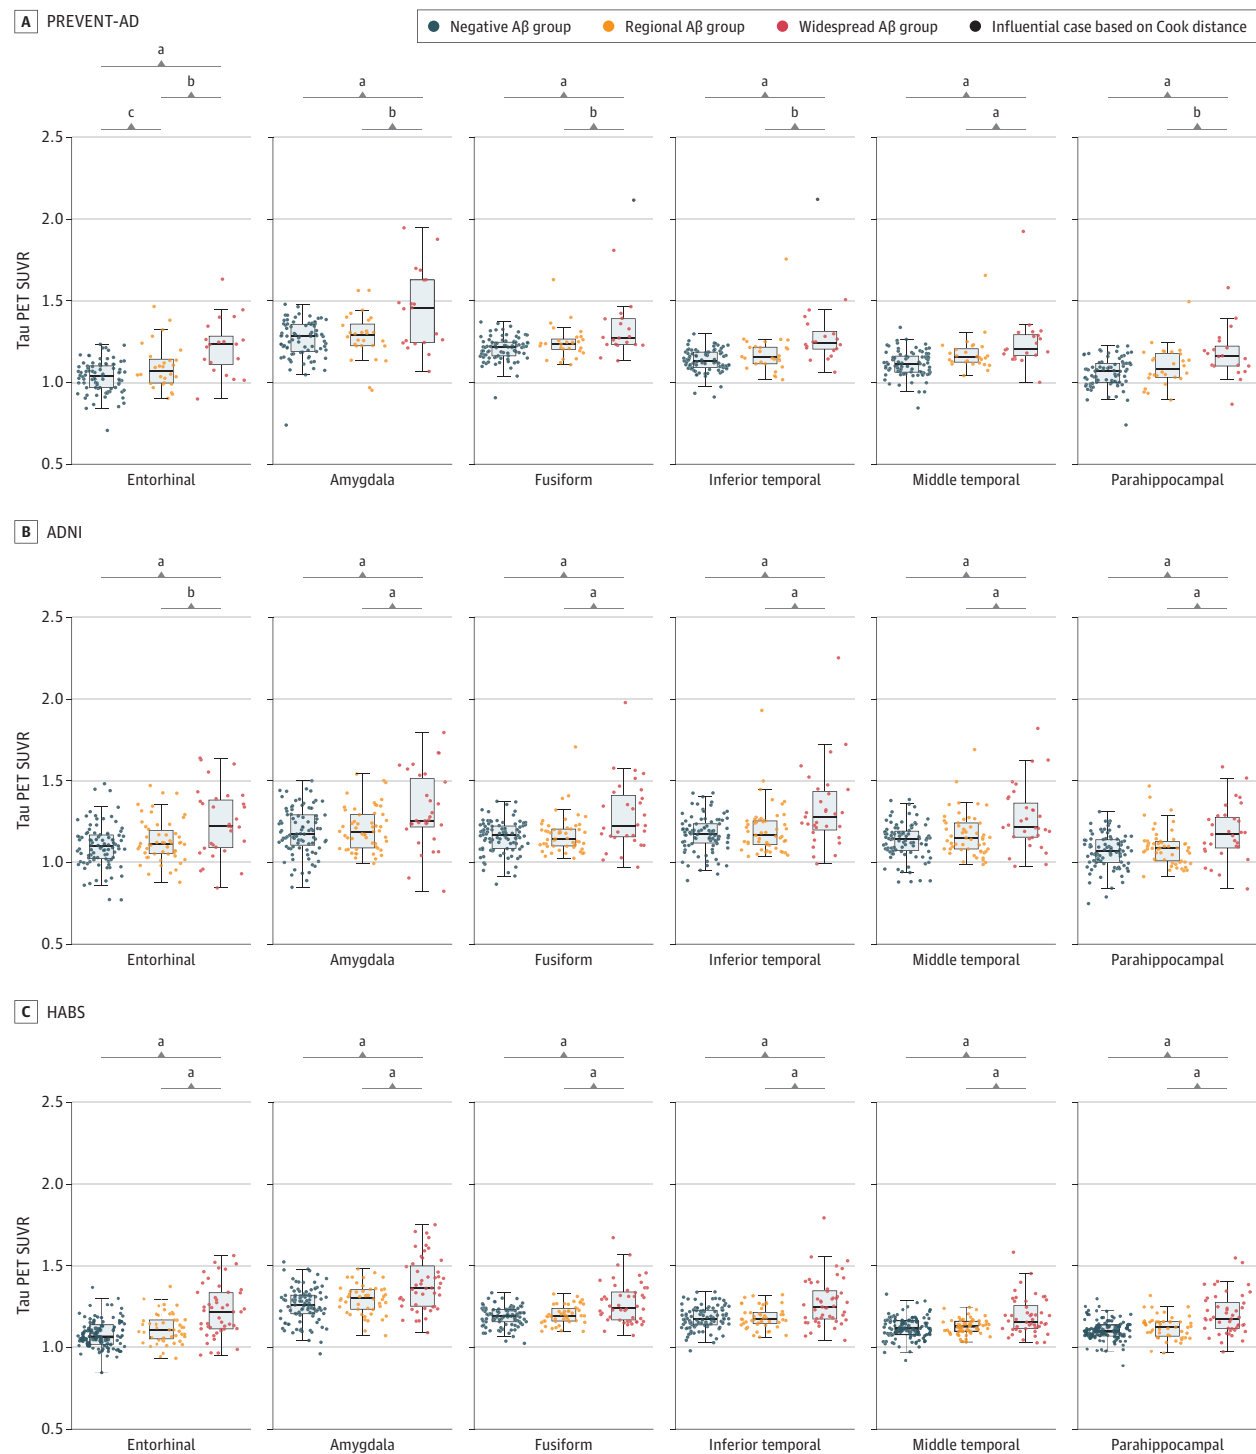 A PREVENT-AD
Negative Aβ group Regional Aβ group Widespread Aβ group Influential case based on Cook distance
a
b a a a a a
c b b b a b
2.5
2.0
1.5
1.0
0.5
Tau PET SUVR
Entorhinal Amygdala Fusiform Inferior temporal Middle temporal Parahippocampal
B ADNI
a a a a a a
b a a a a a
2.5
2.0
1.5
1.0
0.5
Tau PET SUVR
Entorhinal Amygdala Fusiform Inferior temporal Middle temporal Parahippocampal
C HABS
a a a a a a
a a a a a a
2.5
2.0
1.5
1.0
0.5
Tau PET SUVR
Entorhinal Amygdala Fusiform Inferior temporal Middle temporal Parahippocampal